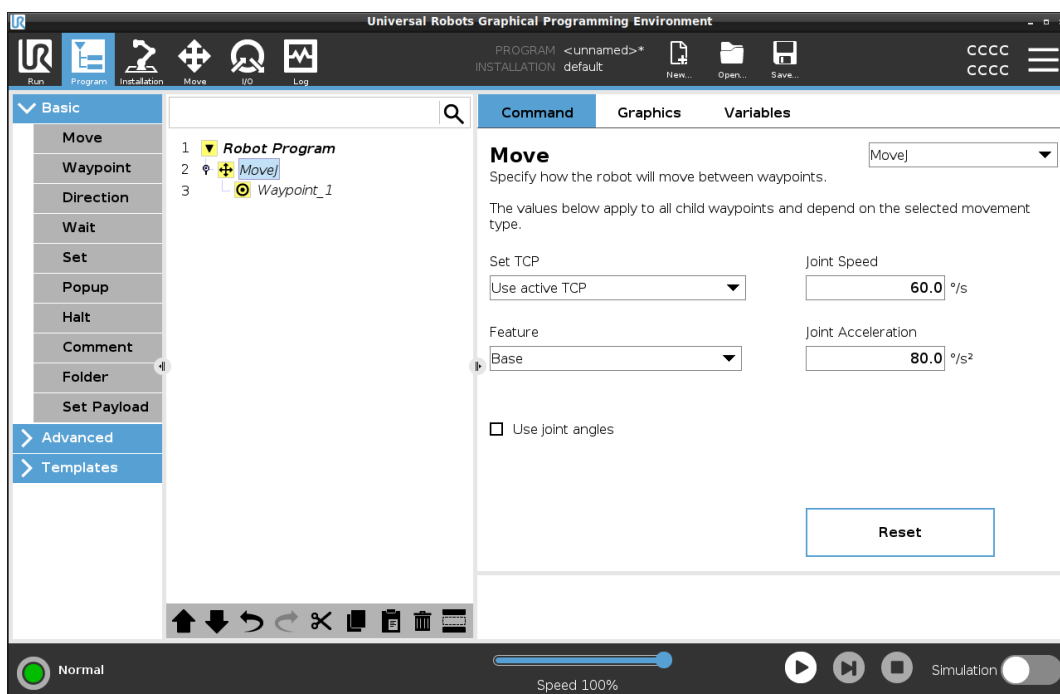 Universal Robots Graphical Programming Environment
UR
Run
Program
Installation
Move
I/O
Log
PROGRAM <unnamed>*
INSTALLATION default
New...
Open...
Save...
CCCC
CCCC
Basic
Move
Waypoint
Direction
Wait
Set
Popup
Halt
Comment
Folder
Set Payload
Advanced
Templates
1 Robot Program
2 MoveJ
3 Waypoint_1
Command Graphics Variables
Move
MoveJ
Specify how the robot will move between waypoints.
The values below apply to all child waypoints and depend on the selected movement
type.
Set TCP
Use active TCP
Joint Speed
60.0 °/s
Feature
Base
Joint Acceleration
80.0 °/s²
Use joint angles
Reset
Normal
Speed 100%
Simulation